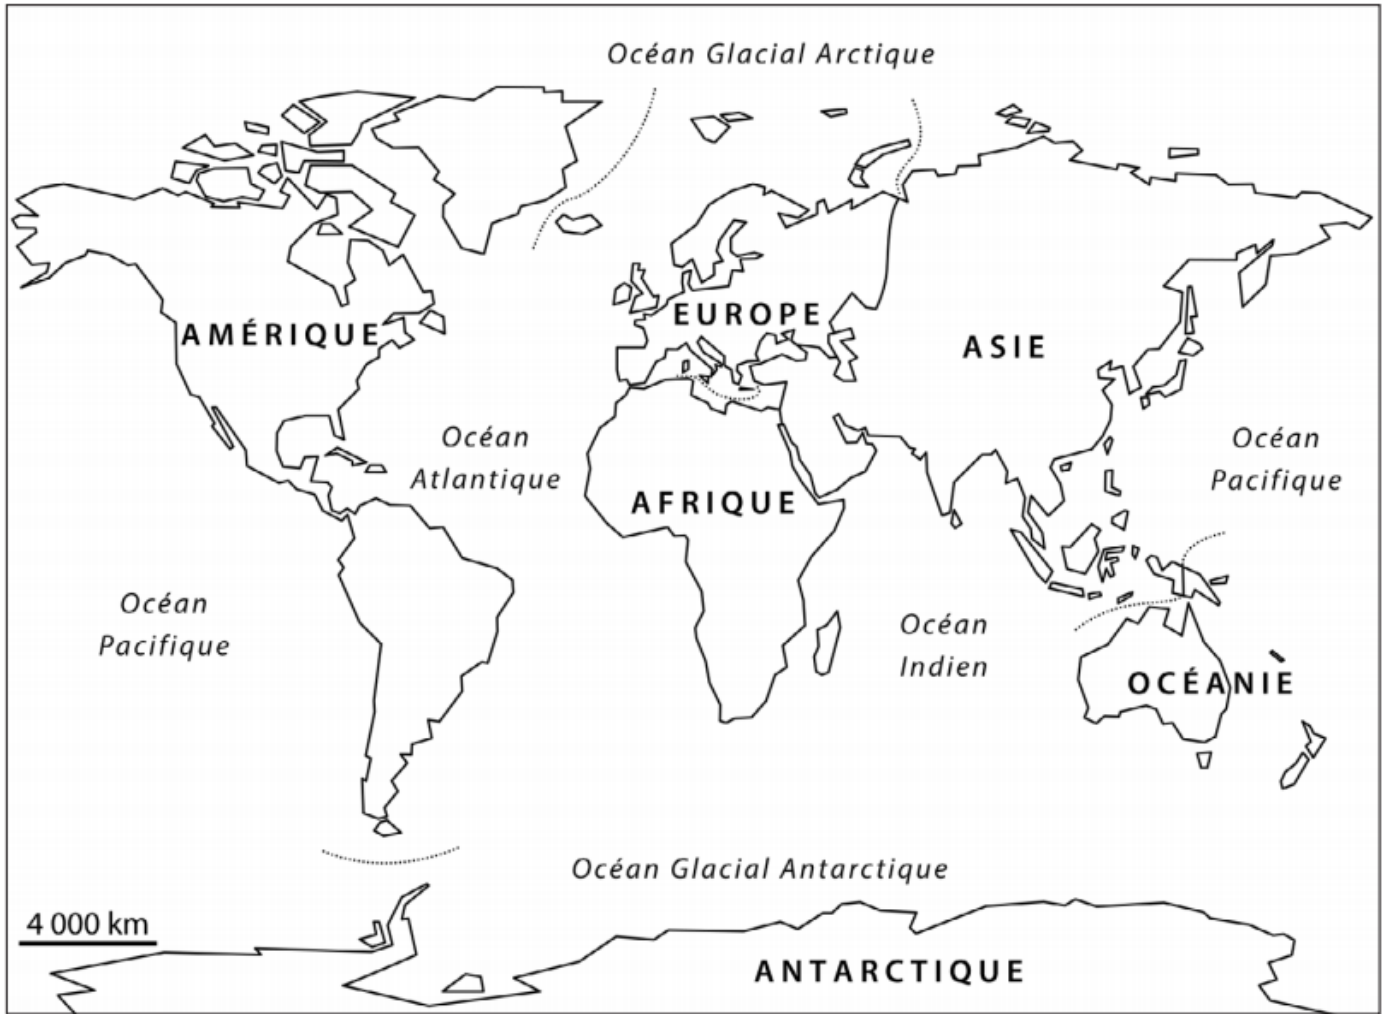 Océan Glacial Arctique
EUROPE
AMÉRIQUE
ASIE
Océan
Atlantique
Océan
Pacifique
AFRIQUE
Océan
Pacifique
Océan
Indien
OCÉANIE
Océan Glacial Antarctique
4 000 km
ANTARCTIQUE